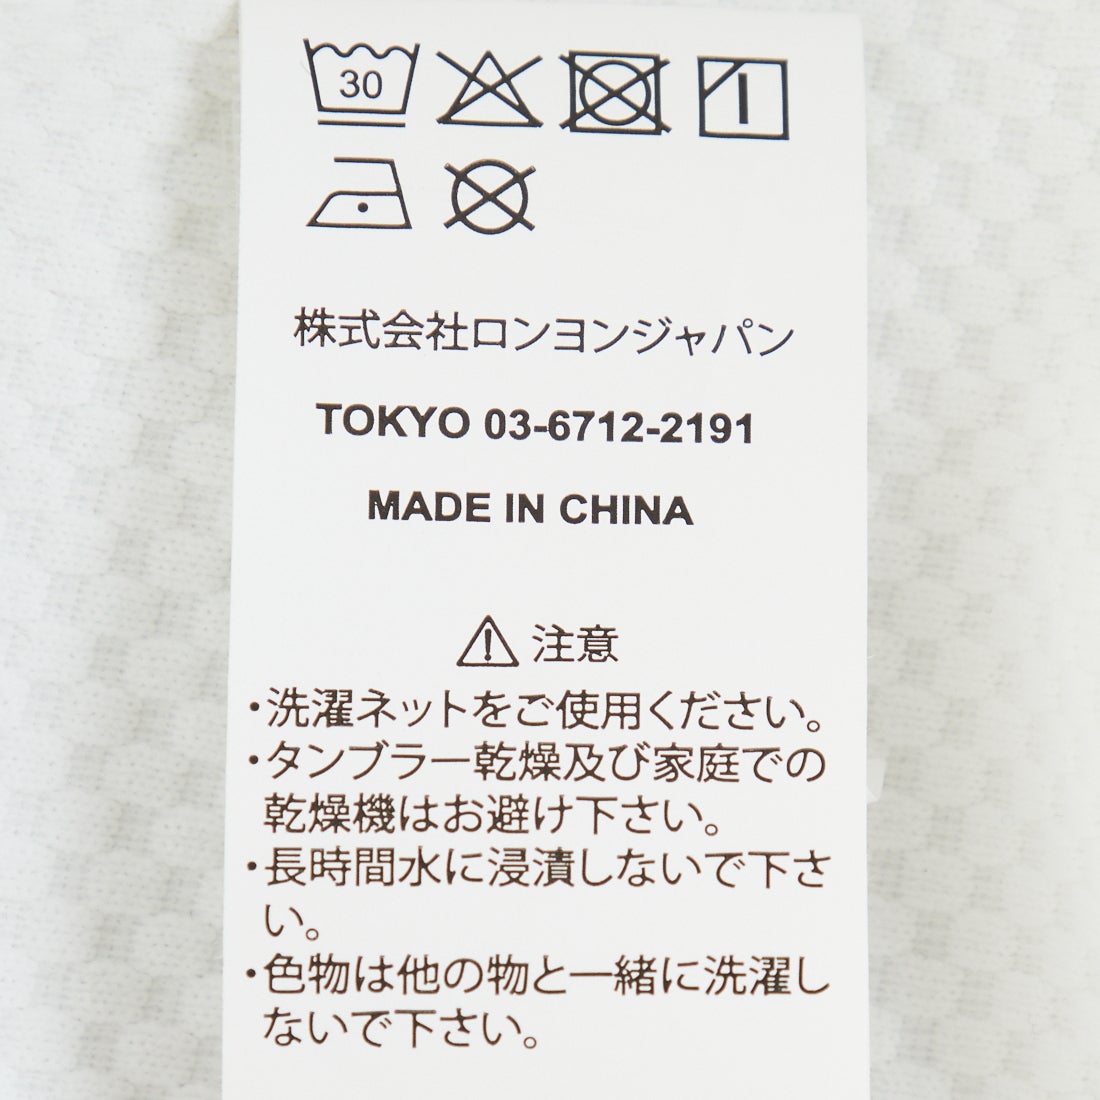 30
株式会社ロンヨンジャパン
TOKYO 03-6712-2191
MADE IN CHINA
注意
・洗濯ネットをご使用ください。
・タンブラー乾燥及び家庭での
乾燥機はお避け下さい。
・長時間水に浸漬しないで下さ
い。
・色物は他の物と一緒に洗濯し
ないで下さい。